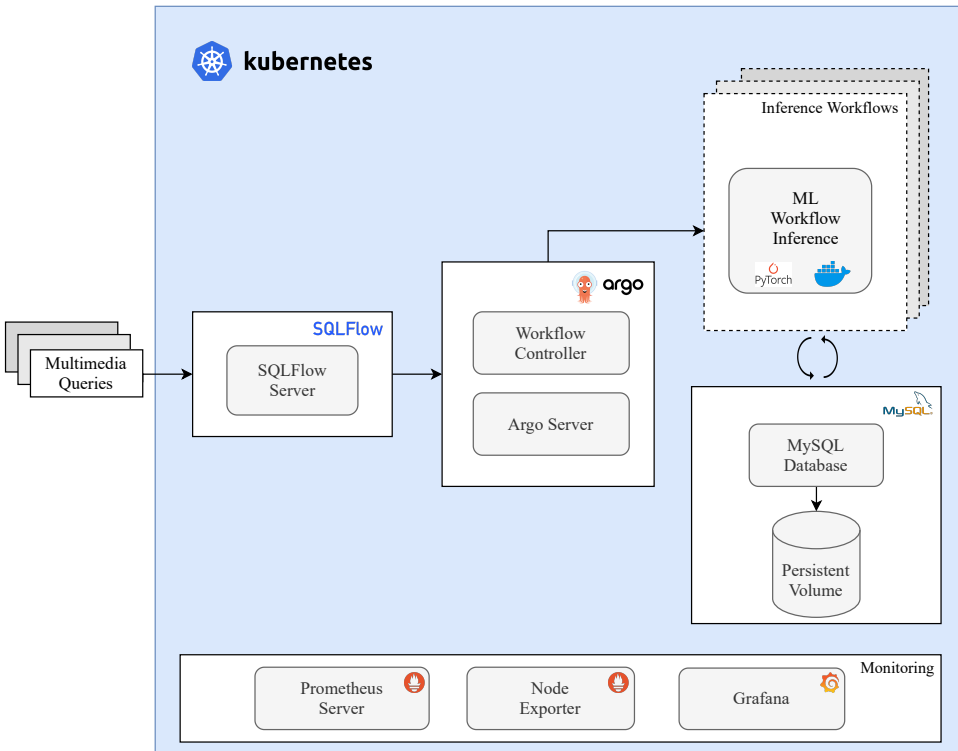 kubernetes
Inference Workflows
ML
Workflow
Inference
PyTorch
argo
Workflow
Controller
Argo Server
SQLFlow
SQLFlow
Server
Multimedia
Queries
MySQL
MySQL
Database
Persistent
Volume
Monitoring
Prometheus
Server
Node
Exporter
Grafana